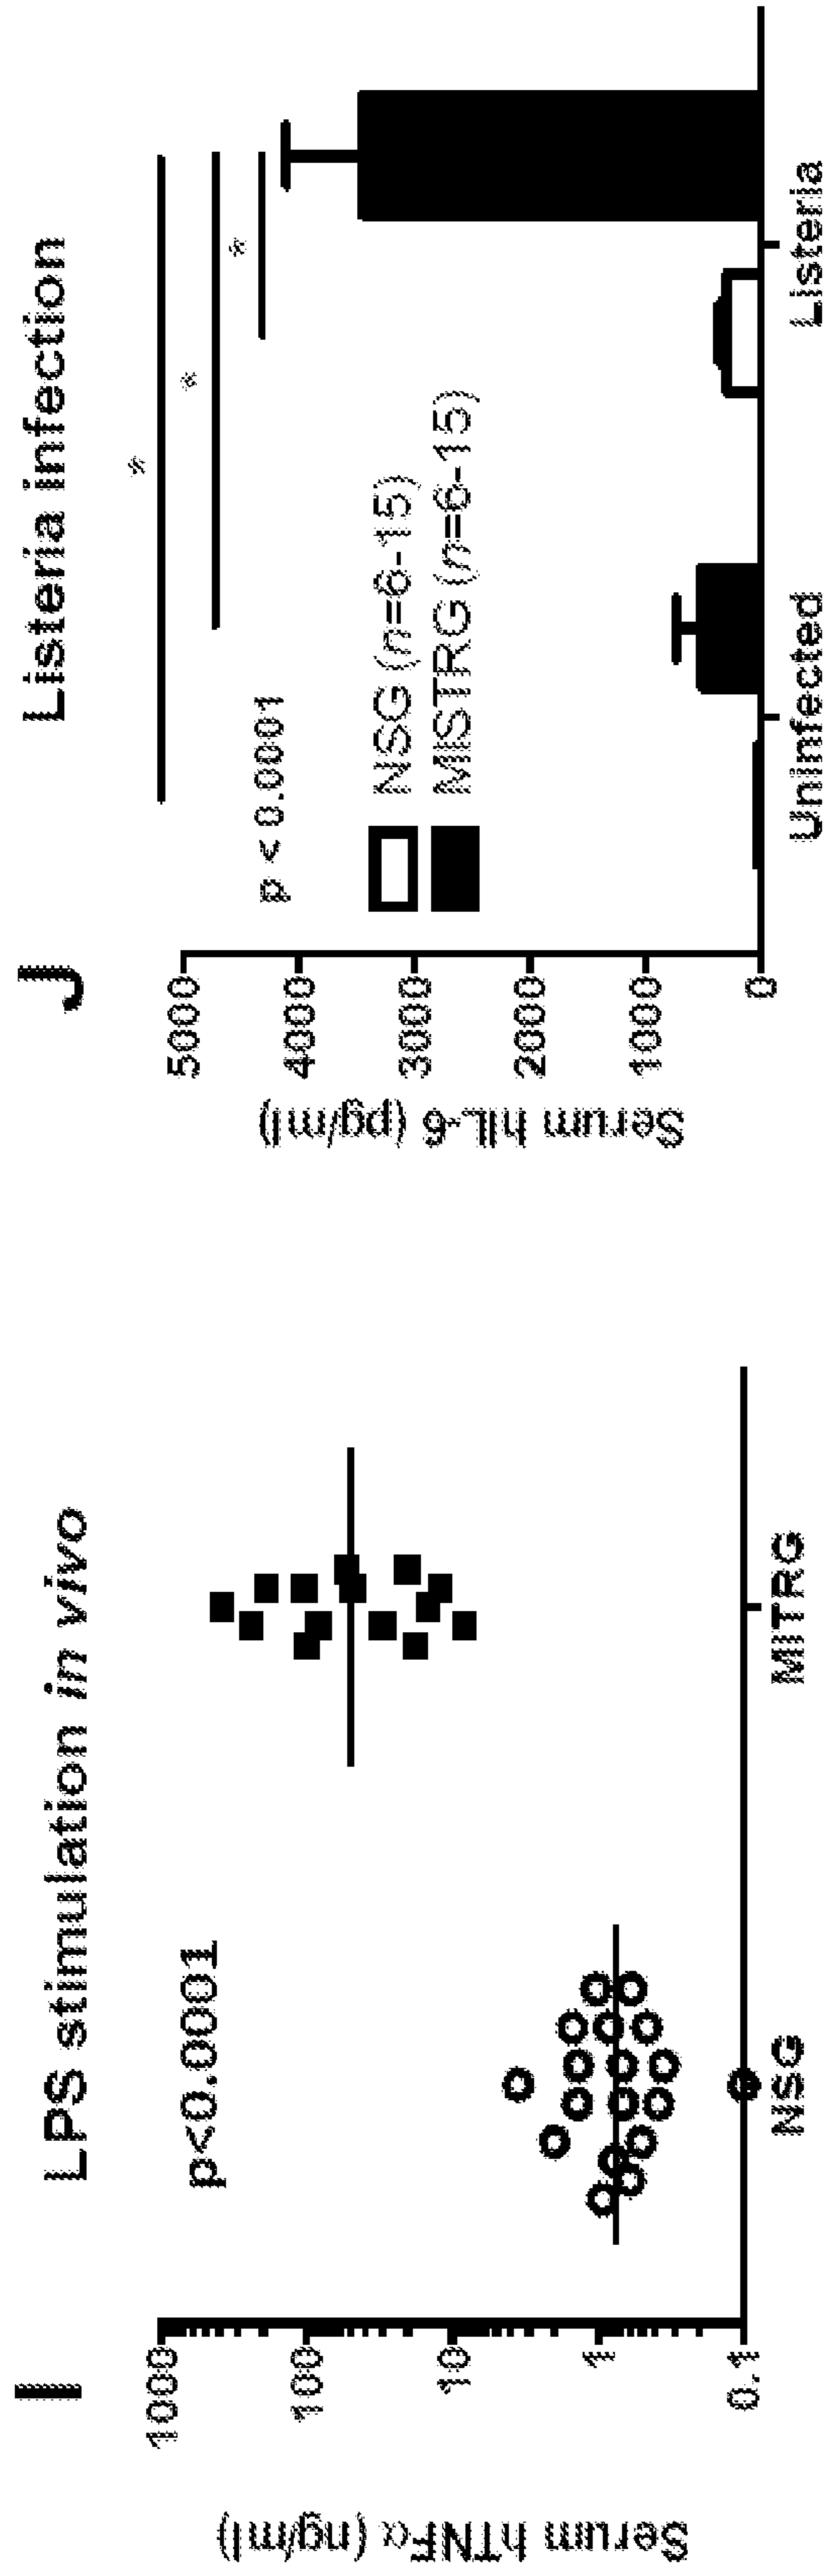 I
LPS stimulation in vivo
p<0.0001
Serum hTNFα (ng/ml)
1000
100
10
1
0.1
NSG
MITRG
J
Listeria infection
*
*
*
p < 0.0001
NSG (n=6-15)
MISTRG (n=6-15)
Serum hIL-6 (pg/ml)
5000
4000
3000
2000
1000
0
Uninfected
Listeria